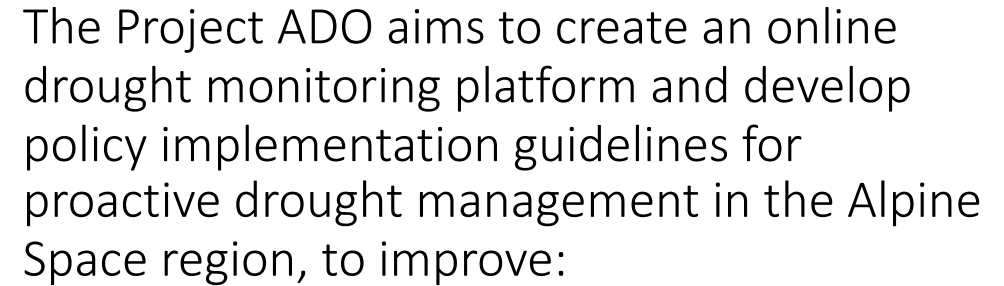 The Project ADO aims to create an online
drought monitoring platform and develop
policy implementation guidelines for
proactive drought management in the Alpine
Space region, to improve: